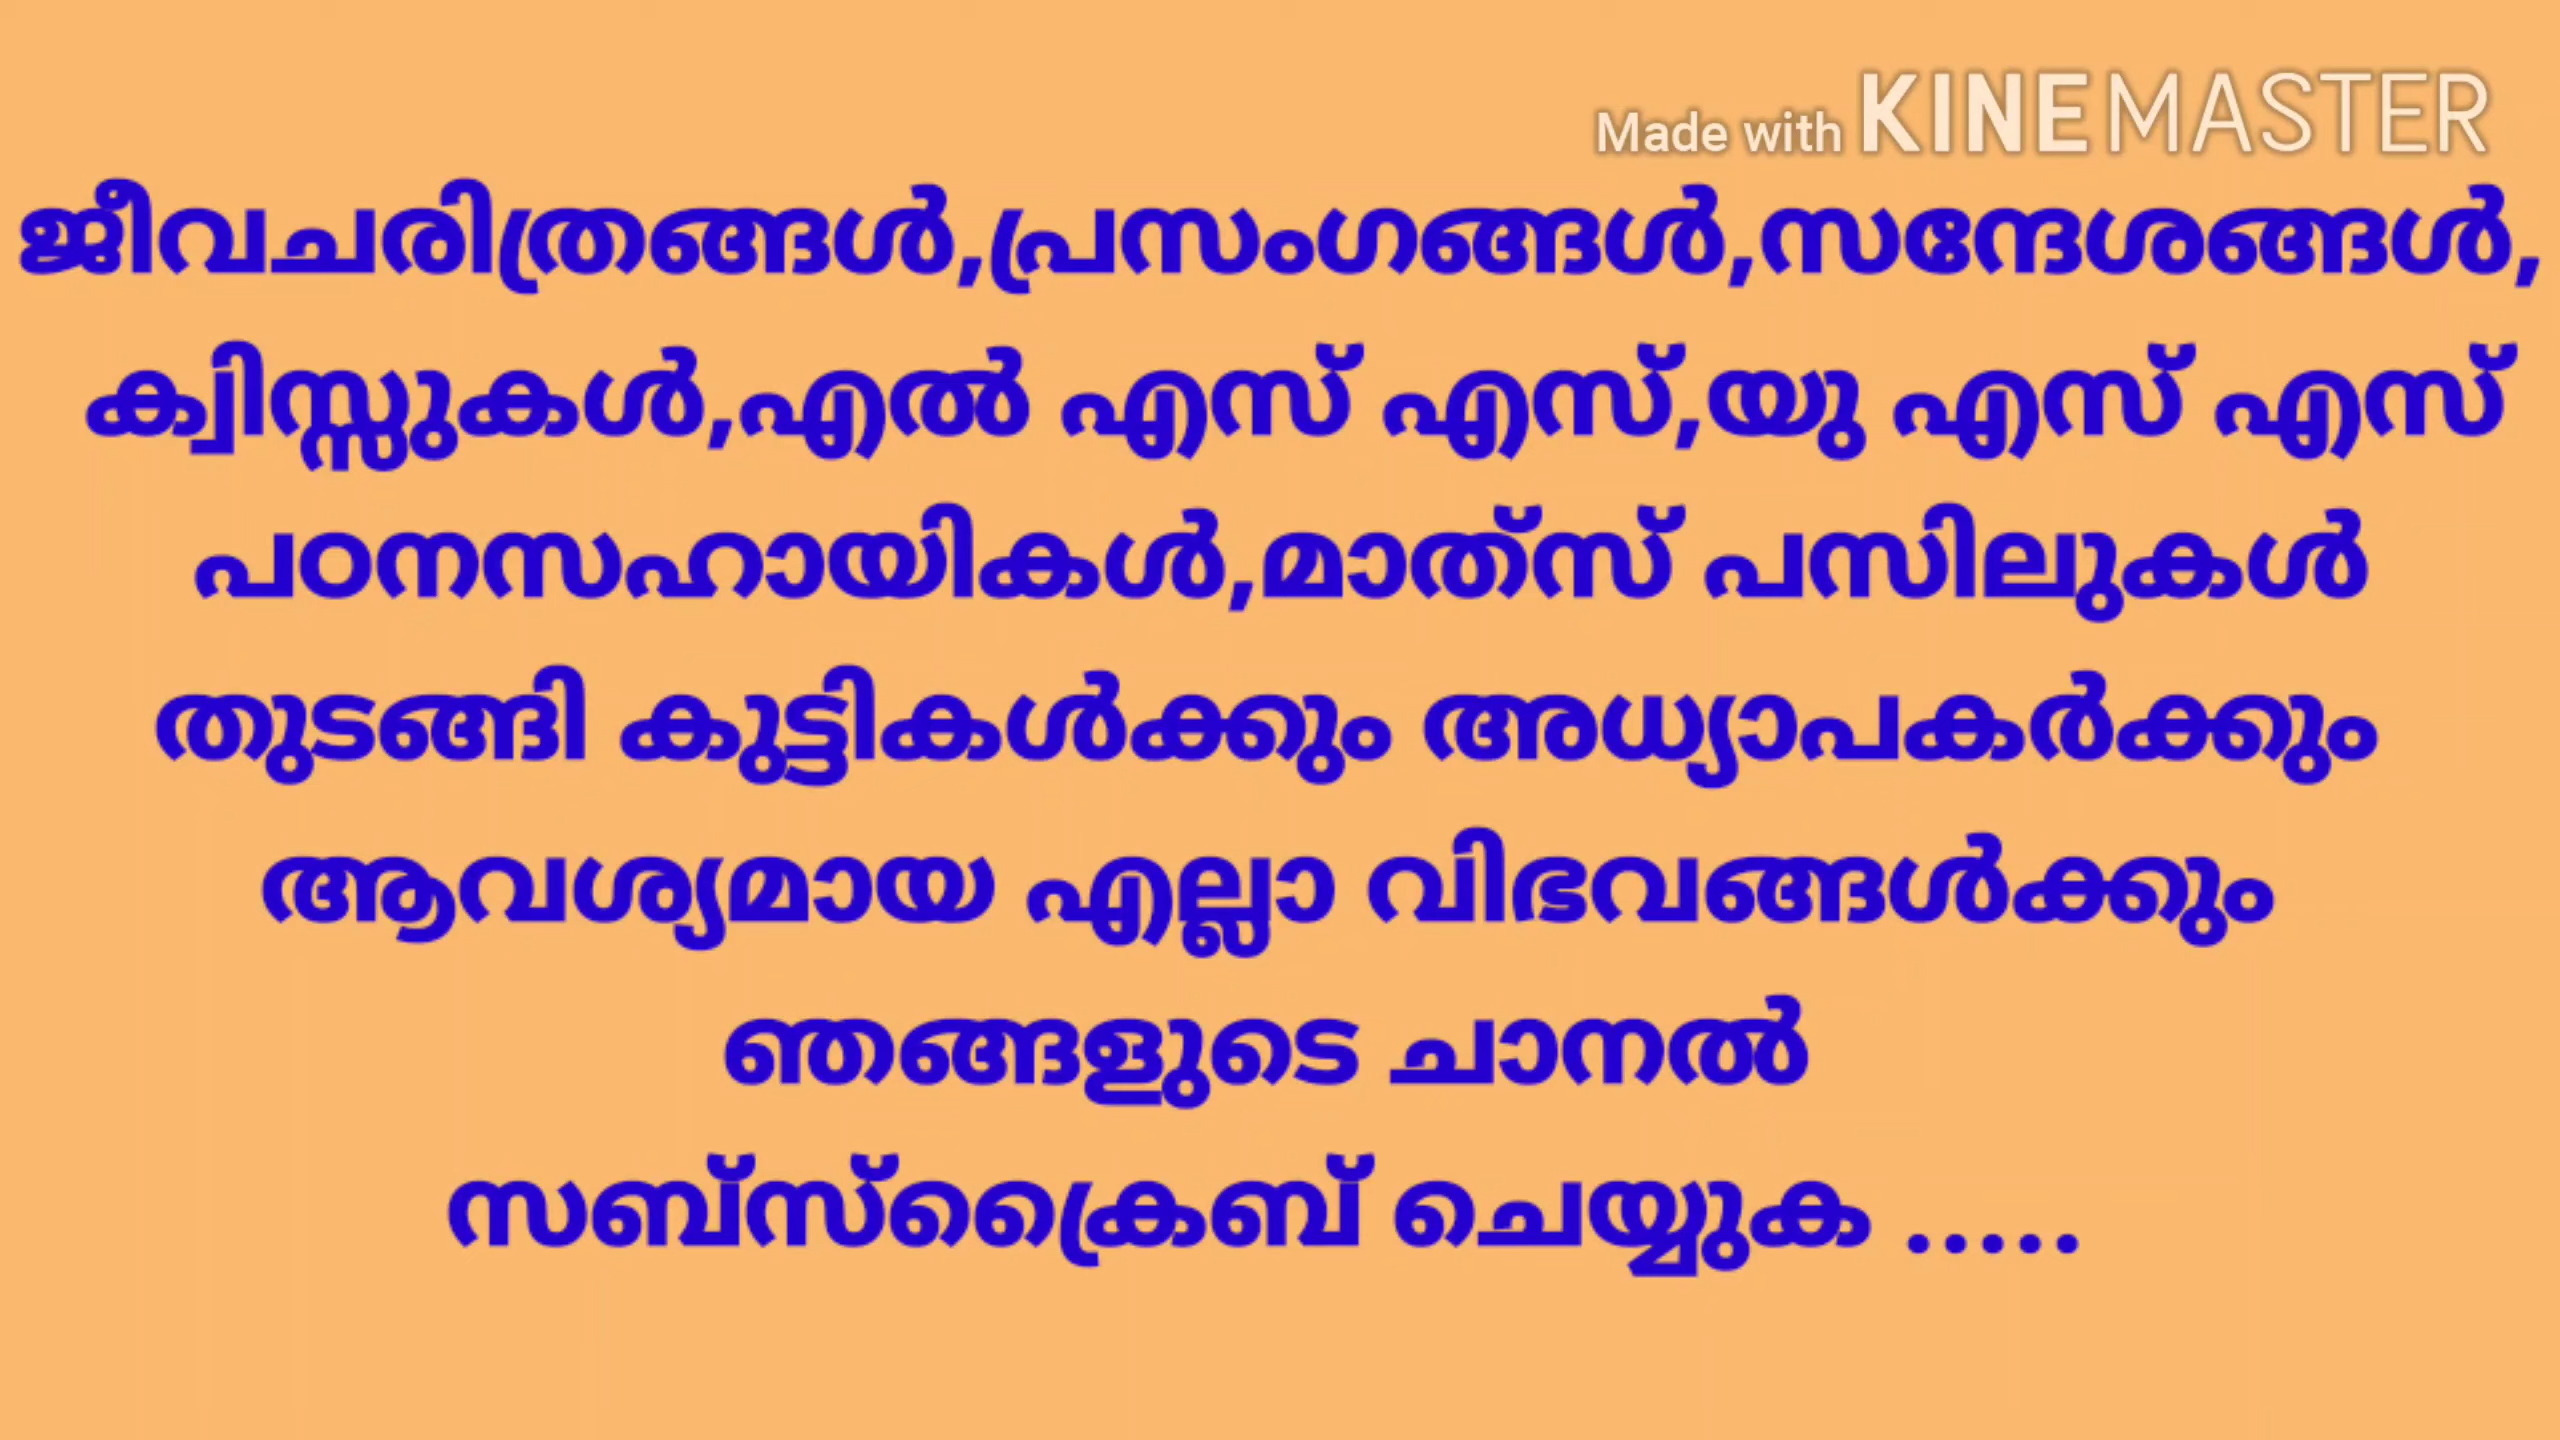 Made with KINEMASTER
ജീവചരിത്രങ്ങൾ,പ്രസംഗങ്ങൾ,സന്ദേശങ്ങൾ,
ക്വിസ്സുകൾ,എൽ എസ് എസ്,യു എസ് എസ്
പഠനസഹായികൾ,മാത്സ് പസിലുകൾ
തുടങ്ങി കുട്ടികൾക്കും അധ്യാപകർക്കും
ആവശ്യമായ എല്ലാ വിഭവങ്ങൾക്കും
ഞങ്ങളുടെ ചാനൽ
സബ്സ്ക്രൈബ് ചെയ്യുക .....